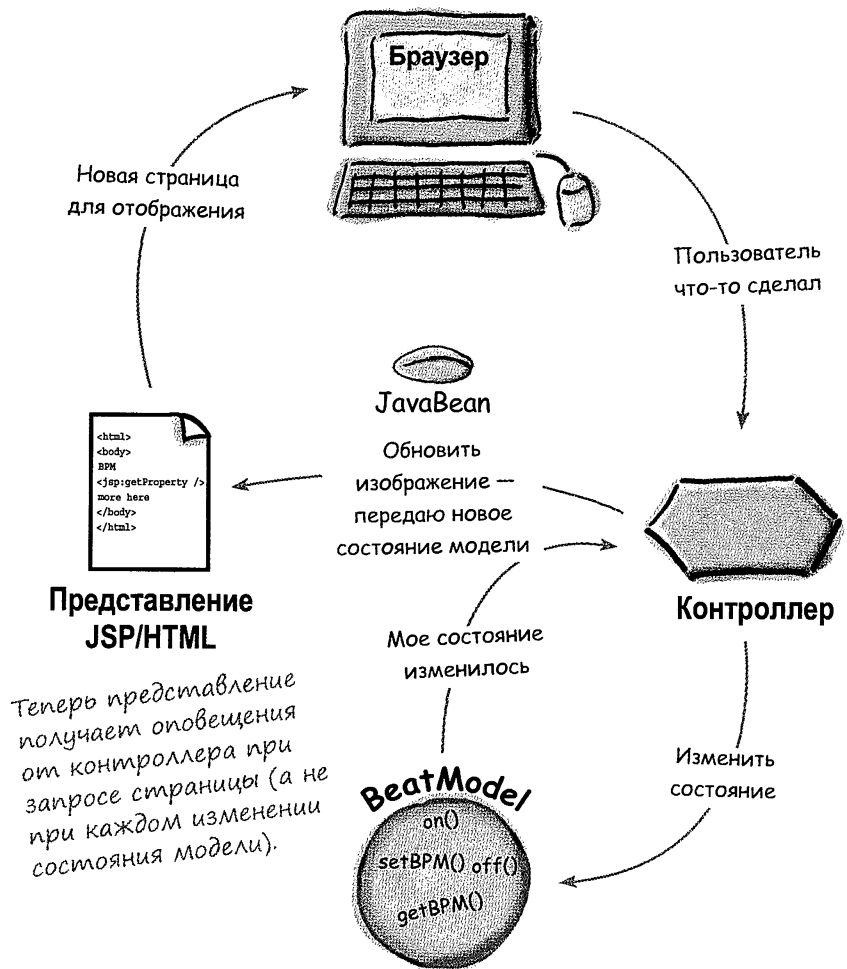 Браузер
Новая страница
для отображения
Пользователь
что-то сделал
JavaBean
Обновить
изображение —
передаю новое
состояние модели
<html>
<body>
BPM
<jsp:getProperty />
more here
</body>
</html>
Представление
JSP/HTML
Контроллер
Мое состояние
изменилось
Теперь представление
получает оповещения
от контроллера при
запросе страницы (а не
при каждом изменении
состояния модели).
Изменить
состояние
BeatModel
on()
setBPM() off()
getBPM()